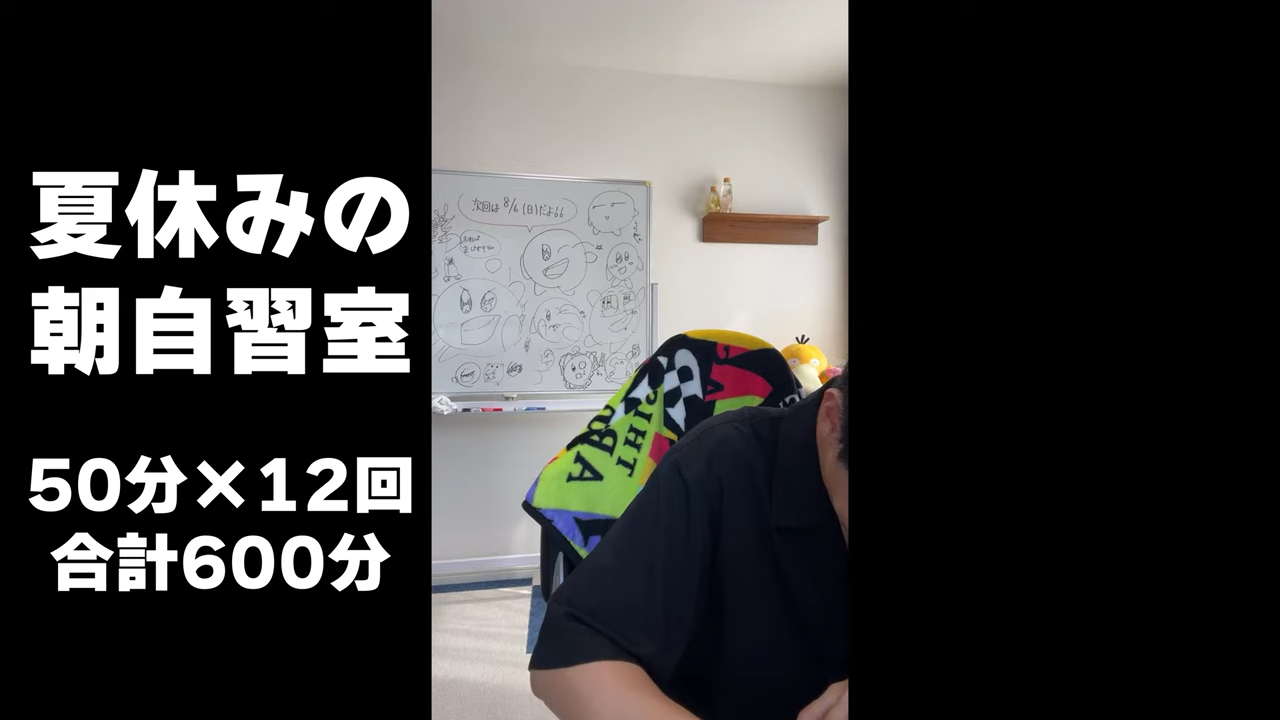 夏休みの
朝自習室
50分×12回
合計600分
次回は 8/6 (日)だよ！！